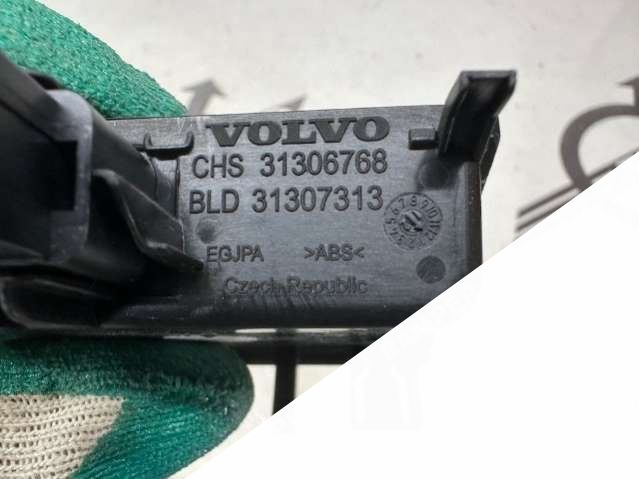 VOLVO
CHS 31306768
BLD 31307313
EGJPA >ABS<
Czech Republic